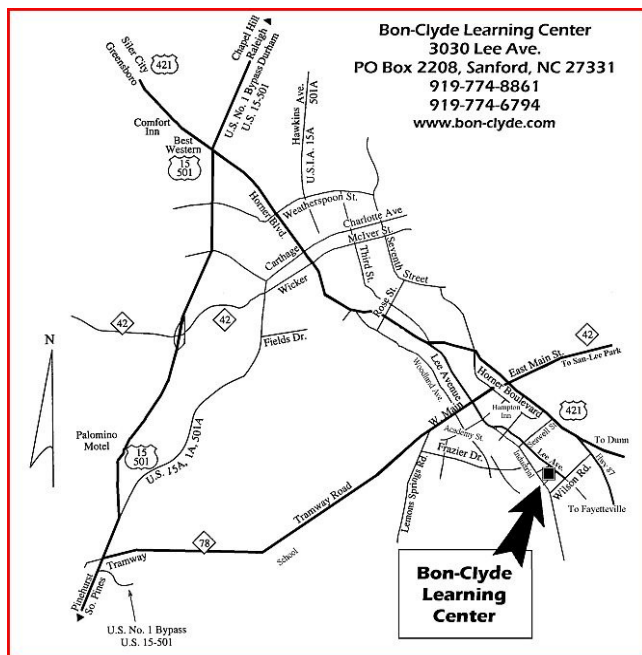 Bon-Clyde Learning Center
3030 Lee Ave.
PO Box 2208, Sanford, NC 27331
919-774-8861
919-774-6794
www.bon-clyde.com
Siler City
Greensboro
421
Chapel Hill
Raleigh
Durham
U.S. No. 1 Bypass
U.S. 15-501
Comfort
Inn
Best
Western
15
501
Hawkins Ave.
501A
U.S.I.A. 15A
Horner Blvd.
Weatherspoon St.
Charlotte Ave
McIver St.
Carthage
Wicker
Third St.
Seventh
Street
Rose St.
42
42
Fields Dr.
N
Lee Avenue
Woodland Ave.
East Main St.
42
To San-Lee Park
Horner Boulevard
Hampton
Inn
W. Main
421
Seawell St.
Academy St.
Palomino
Motel
15
501
U.S. 15A, 1A, 501A
Frazier Dr.
Lemons Springs Rd.
Industrial
Lee Ave.
Wilson Rd.
Hwy-87
To Dunn
To Fayetteville
Tramway Road
School
78
Tramway
Pinehurst
So. Pines
U.S. No. 1 Bypass
U.S. 15-501
Bon-Clyde
Learning
Center